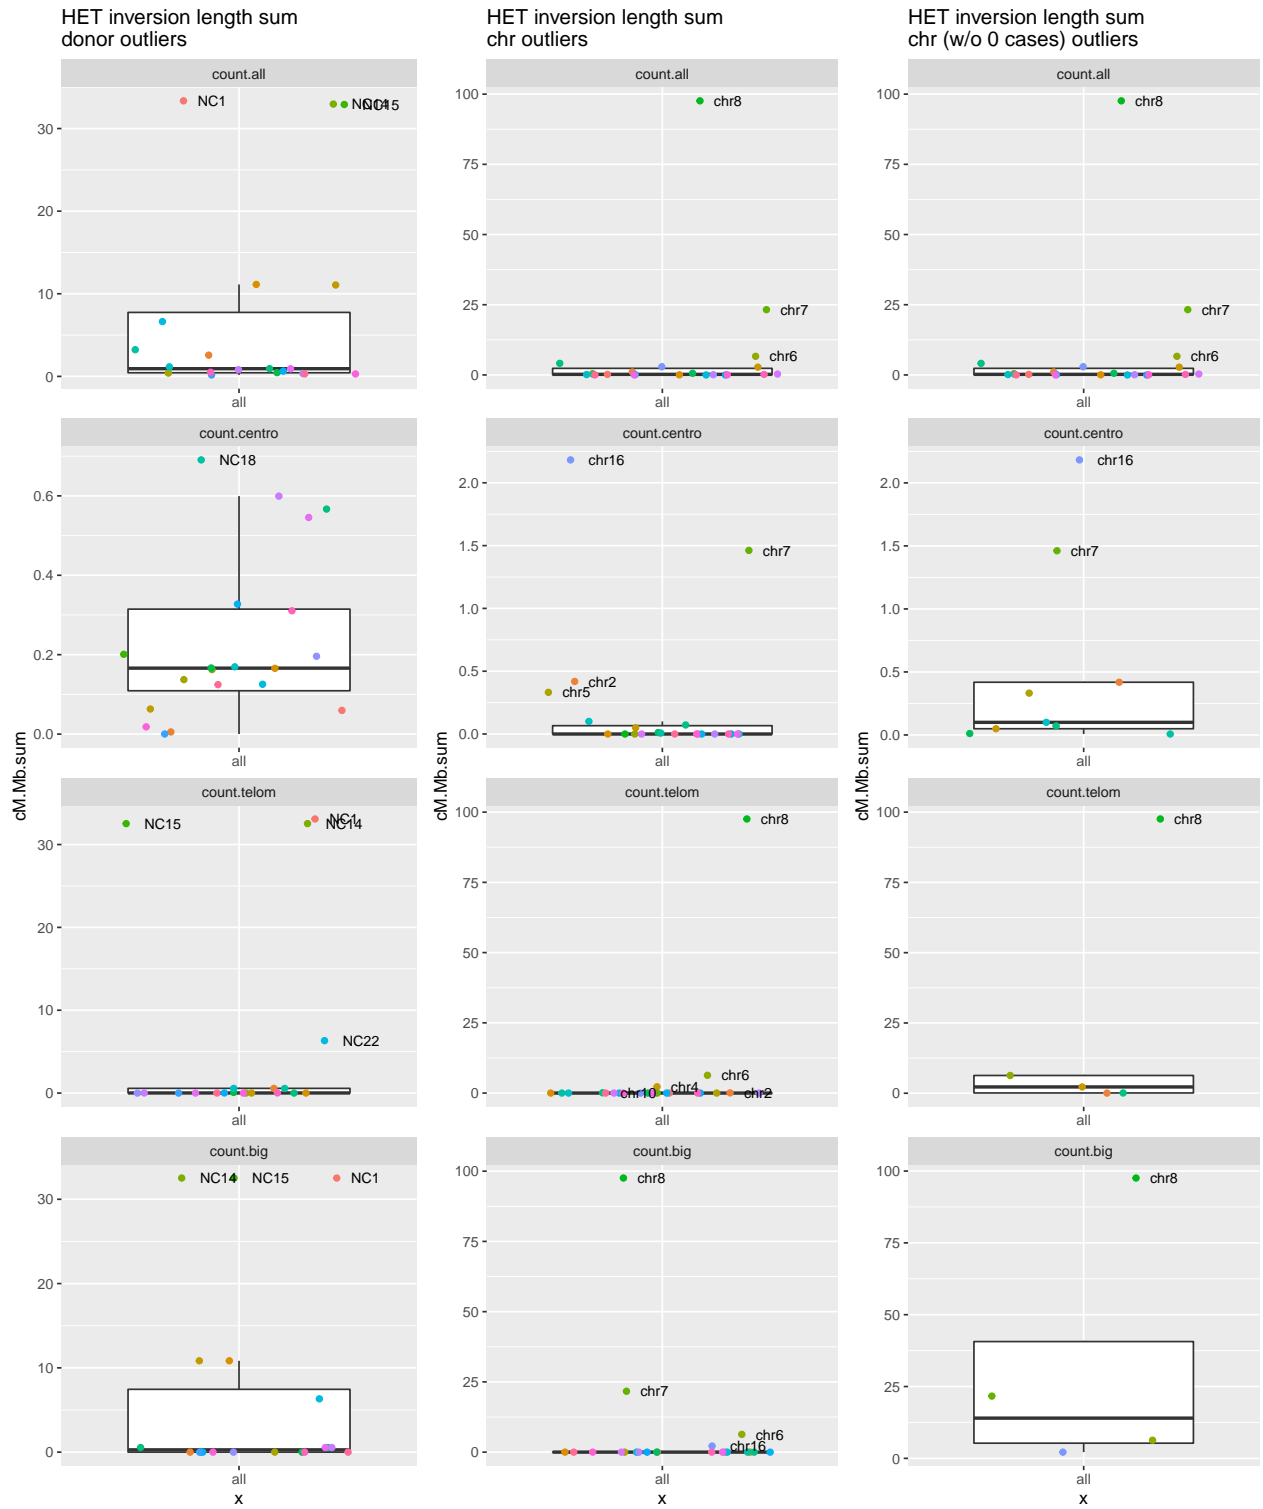 HET inversion length sum
donor outliers
HET inversion length sum
chr outliers
HET inversion length sum
chr (w/o 0 cases) outliers
count.all
30
20
10
0
NC1
NC14
NC15
all
count.all
100
75
50
25
0
chr8
chr7
chr6
all
count.all
100
75
50
25
0
chr8
chr7
chr6
all
count.centro
0.6
0.4
0.2
0.0
NC18
all
count.centro
2.0
1.5
1.0
0.5
0.0
chr16
chr7
chr2
chr5
all
count.centro
2.0
1.5
1.0
0.5
0.0
chr16
chr7
all
cM.Mb.sum
cM.Mb.sum
cM.Mb.sum
count.telom
30
20
10
0
NC15
NC1
NC14
NC22
all
count.telom
100
75
50
25
0
chr8
chr6
chr4
chr10
chr2
all
count.telom
100
75
50
25
0
chr8
all
count.big
30
20
10
0
NC14
NC15
NC1
all
x
count.big
100
75
50
25
0
chr8
chr7
chr6
chr16
all
x
count.big
100
75
50
25
0
chr8
all
x